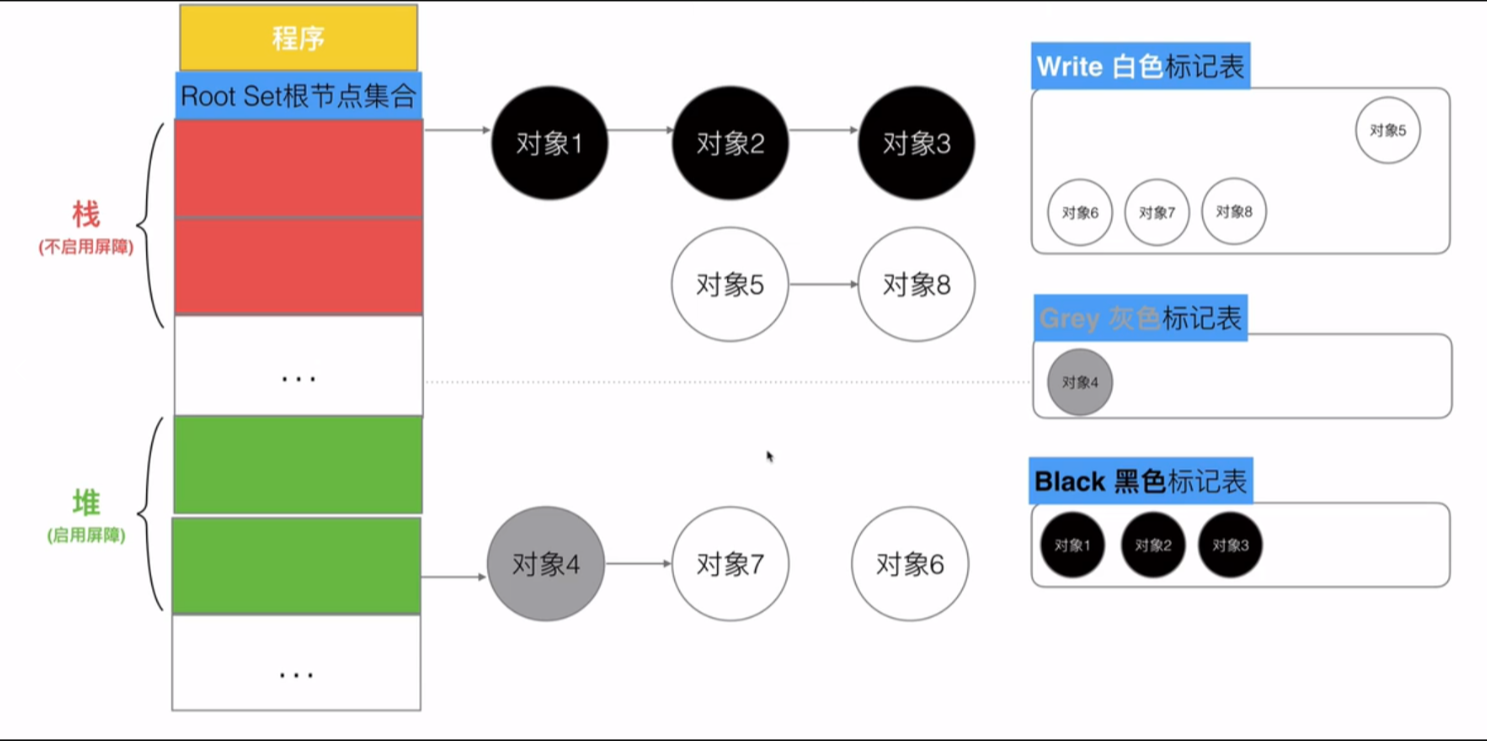 程序
Root Set根节点集合
栈
(不启用屏障)
...
堆
(启用屏障)
...
对象1
对象2
对象3
对象5
对象8
对象4
对象7
对象6
Write 白色标记表
对象5
对象6
对象7
对象8
Grey 灰色标记表
对象4
Black 黑色标记表
对象1
对象2
对象3